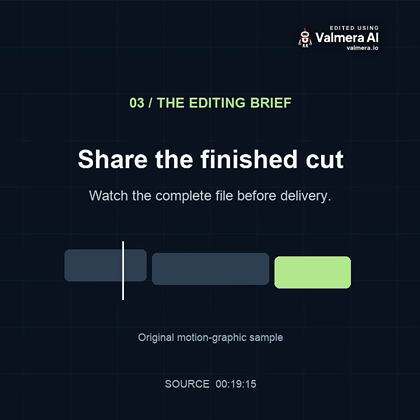 EDITED USING
Valmera AI
valmera.io
03 / THE EDITING BRIEF
Share the finished cut
Watch the complete file before delivery.
Original motion-graphic sample
SOURCE 00:19:15